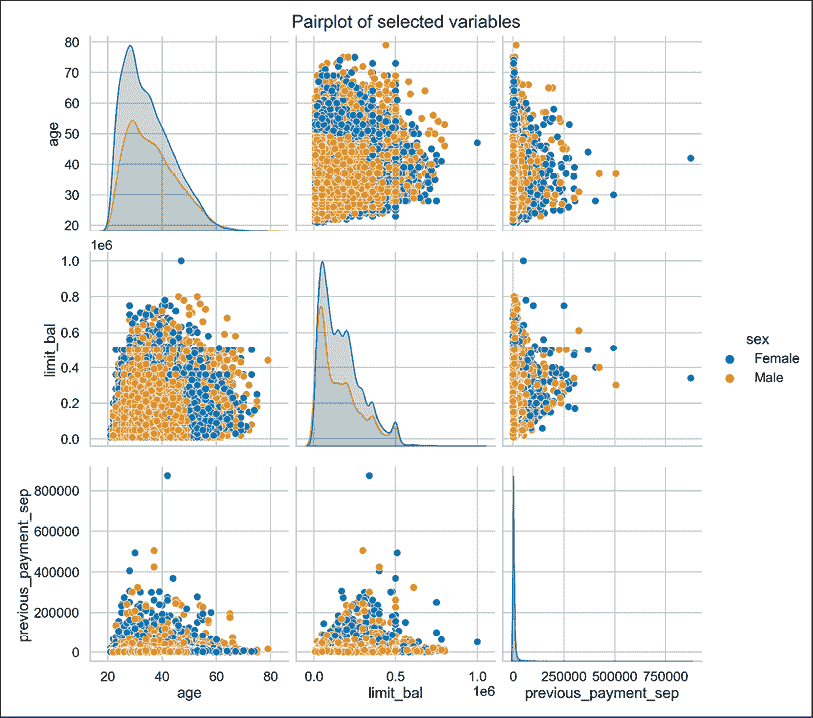 Pairplot of selected variables
80
70
60
50
40
30
20
age
1e6
1.0
0.8
0.6
0.4
0.2
0.0
limit_bal
sex
Female
Male
800000
600000
400000
200000
0
previous_payment_sep
20 40 60 80
age
0.0 0.5 1.0
1e6
limit_bal
0 250000 500000 750000
previous_payment_sep